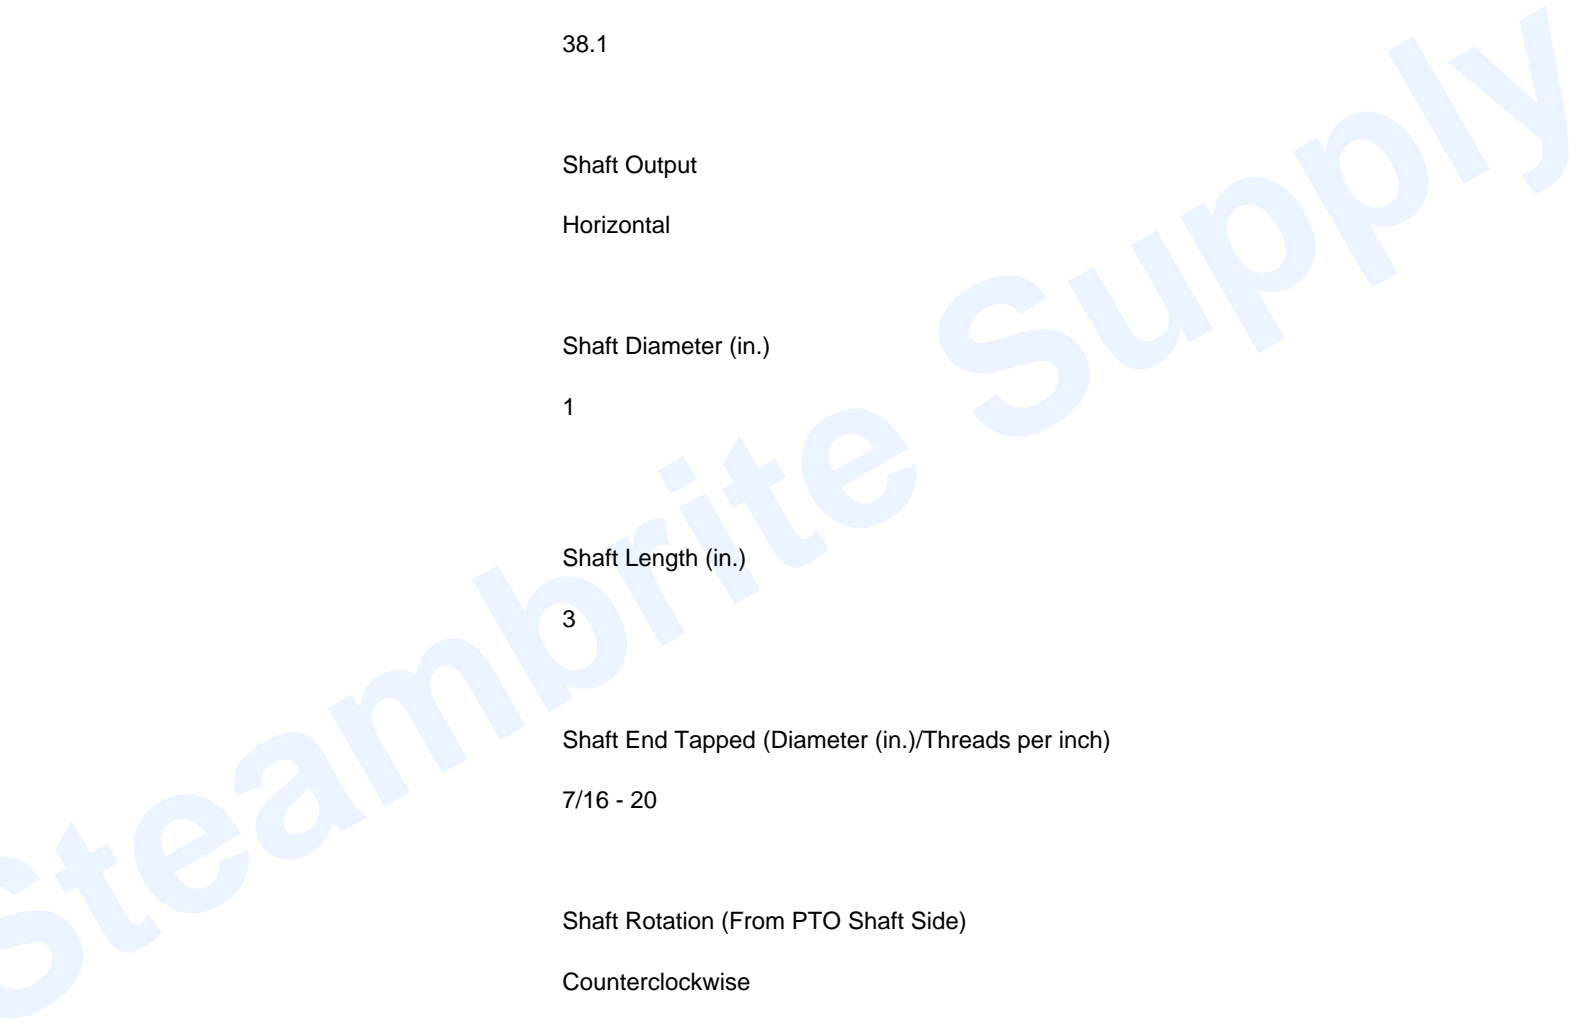 38.1
Shaft Output
Horizontal
Shaft Diameter (in.)
1
Shaft Length (in.)
3
Shaft End Tapped (Diameter (in.)/Threads per inch)
7/16 - 20
Shaft Rotation (From PTO Shaft Side)
Counterclockwise
Steambrite Supply